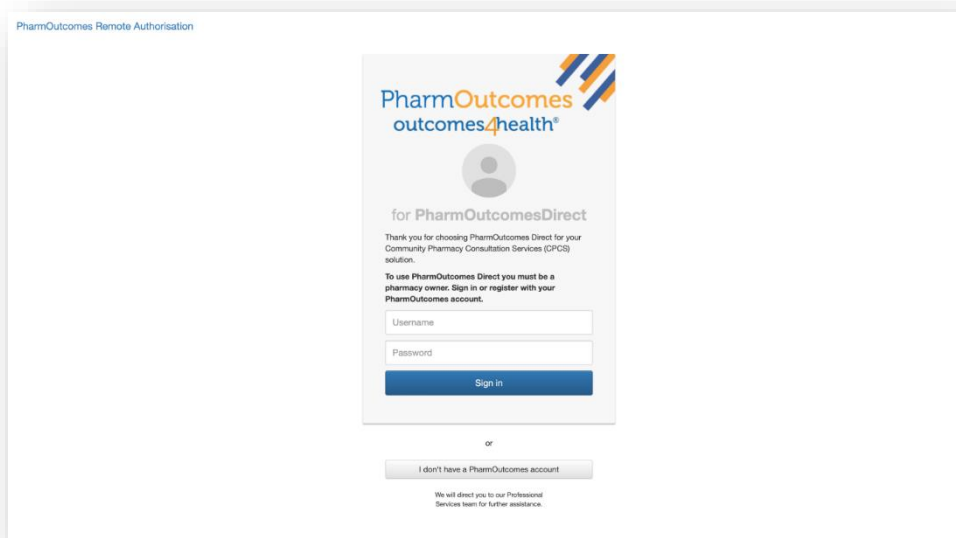 PharmOutcomes Remote Authorisation
PharmOutcomes
outcomes4health®
for PharmOutcomesDirect
Thank you for choosing PharmOutcomes Direct for your
Community Pharmacy Consultation Services (CPCS)
solution.
To use PharmOutcomes Direct you must be a
pharmacy owner. Sign in or register with your
PharmOutcomes account.
Username
Password
Sign in
or
I don't have a PharmOutcomes account
We will direct you to our Professional
Services team for further assistance.